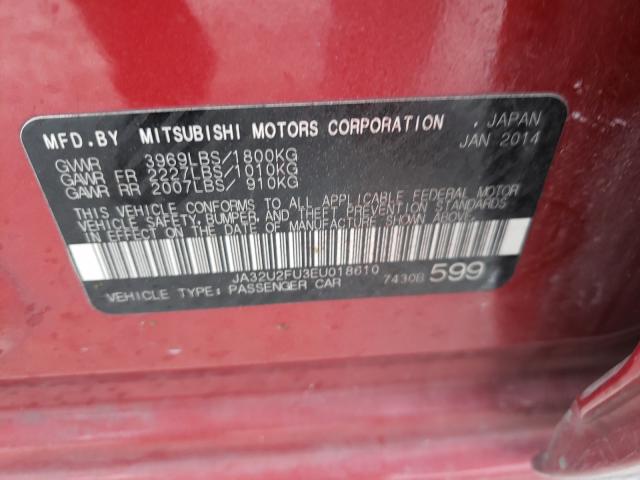 MFD.BY MITSUBISHI MOTORS CORPORATION . JAPAN
JAN 2014
GVWR 3969LBS/1800KG
GAWR FR 2227LBS/1010KG
GAWR RR 2007LBS/ 910KG
THIS VEHICLE CONFORMS TO ALL APPLICABLE FEDERAL MOTOR
VEHICLE SAFETY, BUMPER, AND THEFT PREVENTION STANDARDS
IN EFFECT ON THE DATE OF MANUFACTURE SHOWN ABOVE.
JA32U2FU3EU018610
VEHICLE TYPE: PASSENGER CAR 7430B 599